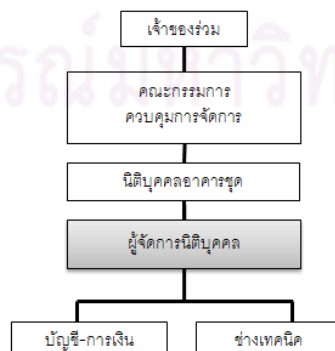 เจ้าของร่วม
คณะกรรมการ
ควบคุมการจัดการ
นิติบุคคลอาคารชุด
ผู้จัดการนิติบุคคล
บัญชี-การเงิน
ช่างเทคนิค